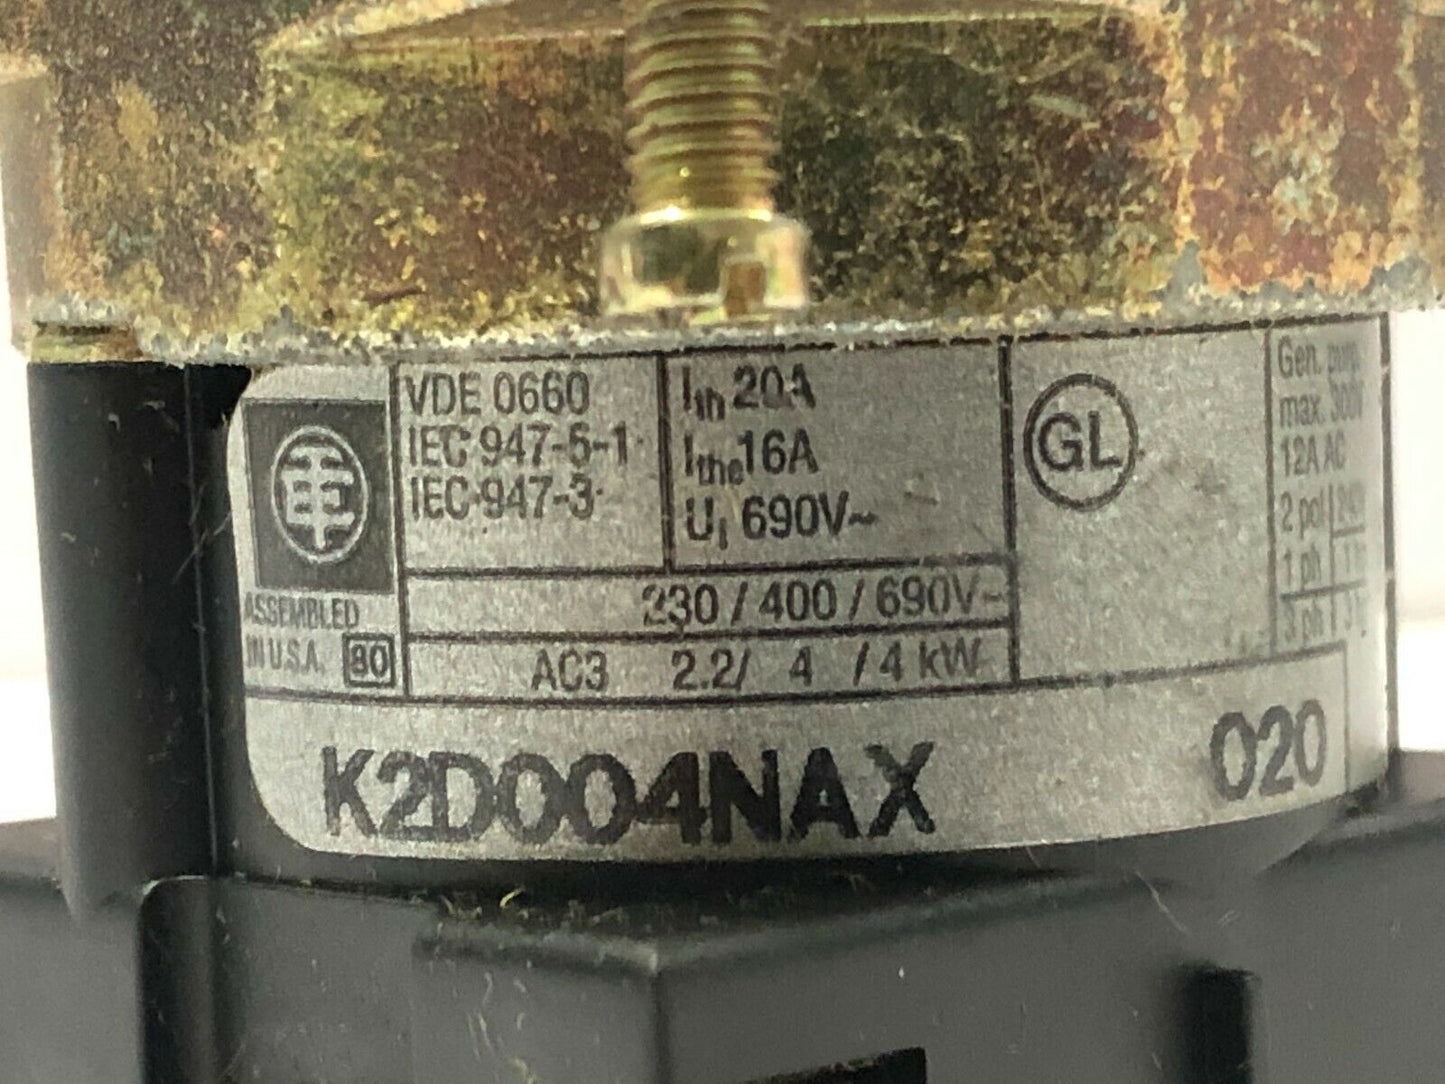 VDE 0660
IEC 947-5-1
IEC 947-3
Ith 20A
Ithe 16A
Ui 690V~
GL
Gen.
max. 300V
12A AC
2 pol
1 ph
3 ph
ASSEMBLED
IN U.S.A. 80
230 / 400 / 690V~
AC3 2.2/ 4 / 4 kW
K2D004NAX 020